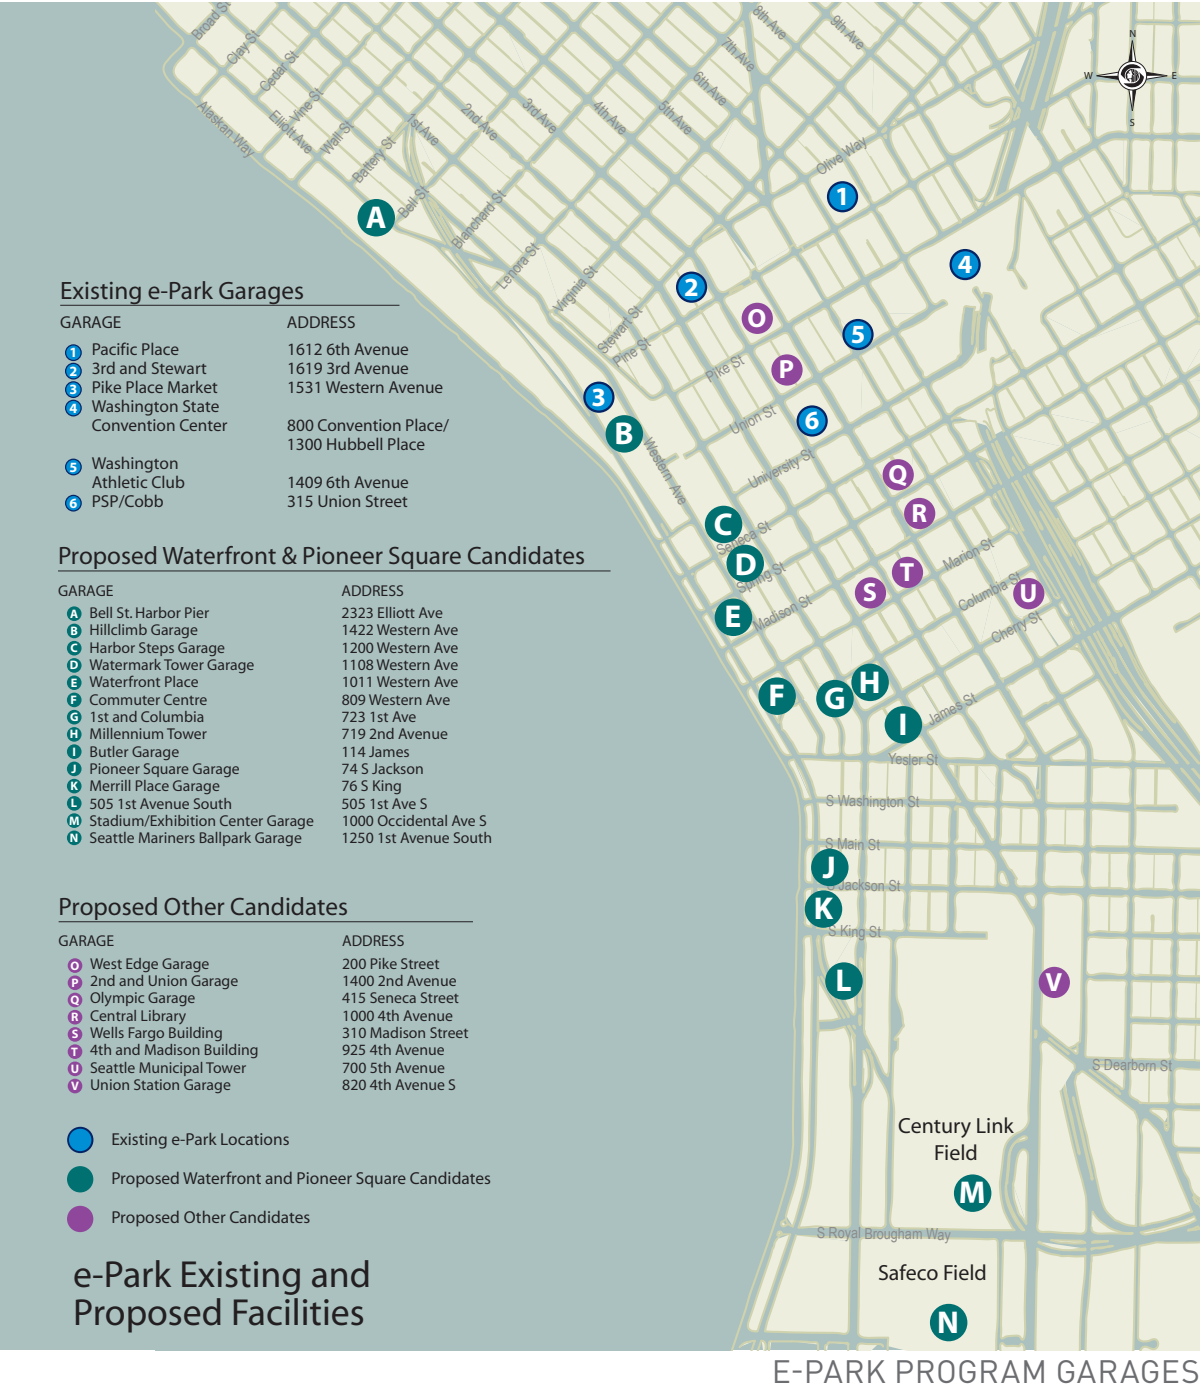 Broad St
Clay St
Cedar St
Vine St
Elliott Ave
Wall St
Battery St
Alaskan Way
1st Ave
2nd Ave
3rd Ave
4th Ave
5th Ave
6th Ave
7th Ave
8th Ave
9th Ave
N
W E
S
Olive Way
Bell St
Blanchard St
Lenora St
Virginia St
Stewart St
Pine St
Pike St
Union St
University St
Western Ave
Seneca St
Spring St
Madison St
Marion St
Columbia St
Cherry St
James St
Yesler St
S Washington St
S Main St
S Jackson St
S King St
S Dearborn St
S Royal Brougham Way
A
1
4
2
O
5
P
3
B
6
Q
R
C
D
T
S
U
E
F
G
H
I
J
K
L
V
Century Link
Field
M
Safeco Field
N
Existing e-Park Garages
GARAGE ADDRESS
1 Pacific Place 1612 6th Avenue
2 3rd and Stewart 1619 3rd Avenue
3 Pike Place Market 1531 Western Avenue
4 Washington State
Convention Center 800 Convention Place/
1300 Hubbell Place
5 Washington
Athletic Club 1409 6th Avenue
6 PSP/Cobb 315 Union Street
Proposed Waterfront & Pioneer Square Candidates
GARAGE ADDRESS
A Bell St. Harbor Pier 2323 Elliott Ave
B Hillclimb Garage 1422 Western Ave
C Harbor Steps Garage 1200 Western Ave
D Watermark Tower Garage 1108 Western Ave
E Waterfront Place 1011 Western Ave
F Commuter Centre 809 Western Ave
G 1st and Columbia 723 1st Ave
H Millennium Tower 719 2nd Avenue
I Butler Garage 114 James
J Pioneer Square Garage 74 S Jackson
K Merrill Place Garage 76 S King
L 505 1st Avenue South 505 1st Ave S
M Stadium/Exhibition Center Garage 1000 Occidental Ave S
N Seattle Mariners Ballpark Garage 1250 1st Avenue South
Proposed Other Candidates
GARAGE ADDRESS
O West Edge Garage 200 Pike Street
P 2nd and Union Garage 1400 2nd Avenue
Q Olympic Garage 415 Seneca Street
R Central Library 1000 4th Avenue
S Wells Fargo Building 310 Madison Street
T 4th and Madison Building 925 4th Avenue
U Seattle Municipal Tower 700 5th Avenue
V Union Station Garage 820 4th Avenue S
Existing e-Park Locations
Proposed Waterfront and Pioneer Square Candidates
Proposed Other Candidates
e-Park Existing and
Proposed Facilities
E-PARK PROGRAM GARAGES